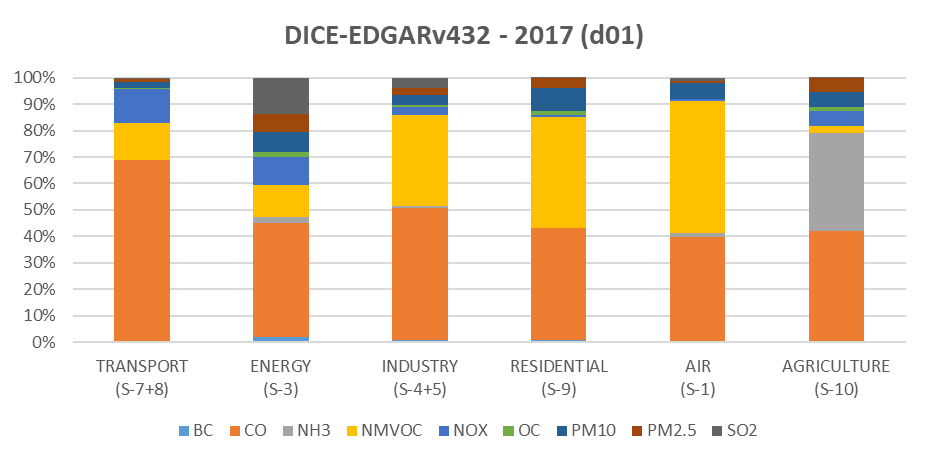 DICE-EDGARv432 - 2017 (d01)
100%
90%
80%
70%
60%
50%
40%
30%
20%
10%
0%
TRANSPORT ENERGY INDUSTRY RESIDENTIAL AIR AGRICULTURE
(S-7+8) (S-3) (S-4+5) (S-9) (S-1) (S-10)
BC CO NH3 NMVOC NOX OC PM10 PM2.5 SO2